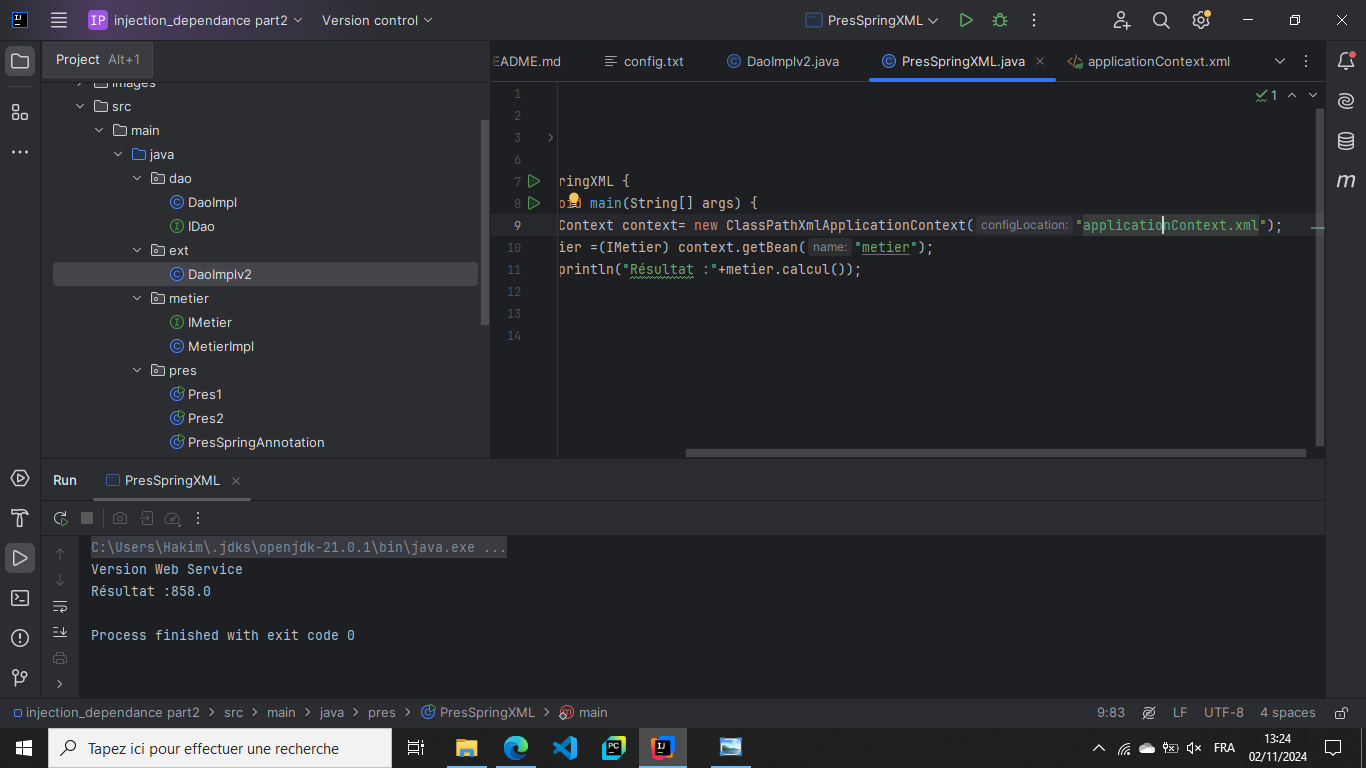 IP injection_dependance part2 Version control PresSpringXML
Project Alt+1
EADME.md config.txt DaoImplv2.java PresSpringXML.java applicationContext.xml
images
src
main
java
dao
DaoImpl
IDao
ext
DaoImplv2
metier
IMetier
MetierImpl
pres
Pres1
Pres2
PresSpringAnnotation
1
1
2
3
6
7 ringXML {
8 oid main(String[] args) {
9 Context context= new ClassPathXmlApplicationContext( configLocation: "applicationContext.xml");
10 ier =(IMetier) context.getBean( name: "metier");
11 println("Résultat :"+metier.calcul());
12
13
14
Run PresSpringXML
C:\Users\Hakim\.jdks\openjdk-21.0.1\bin\java.exe ...
Version Web Service
Résultat :858.0
Process finished with exit code 0
injection_dependance part2 > src > main > java > pres > PresSpringXML > main 9:83 LF UTF-8 4 spaces
Tapez ici pour effectuer une recherche
FRA
13:24
02/11/2024